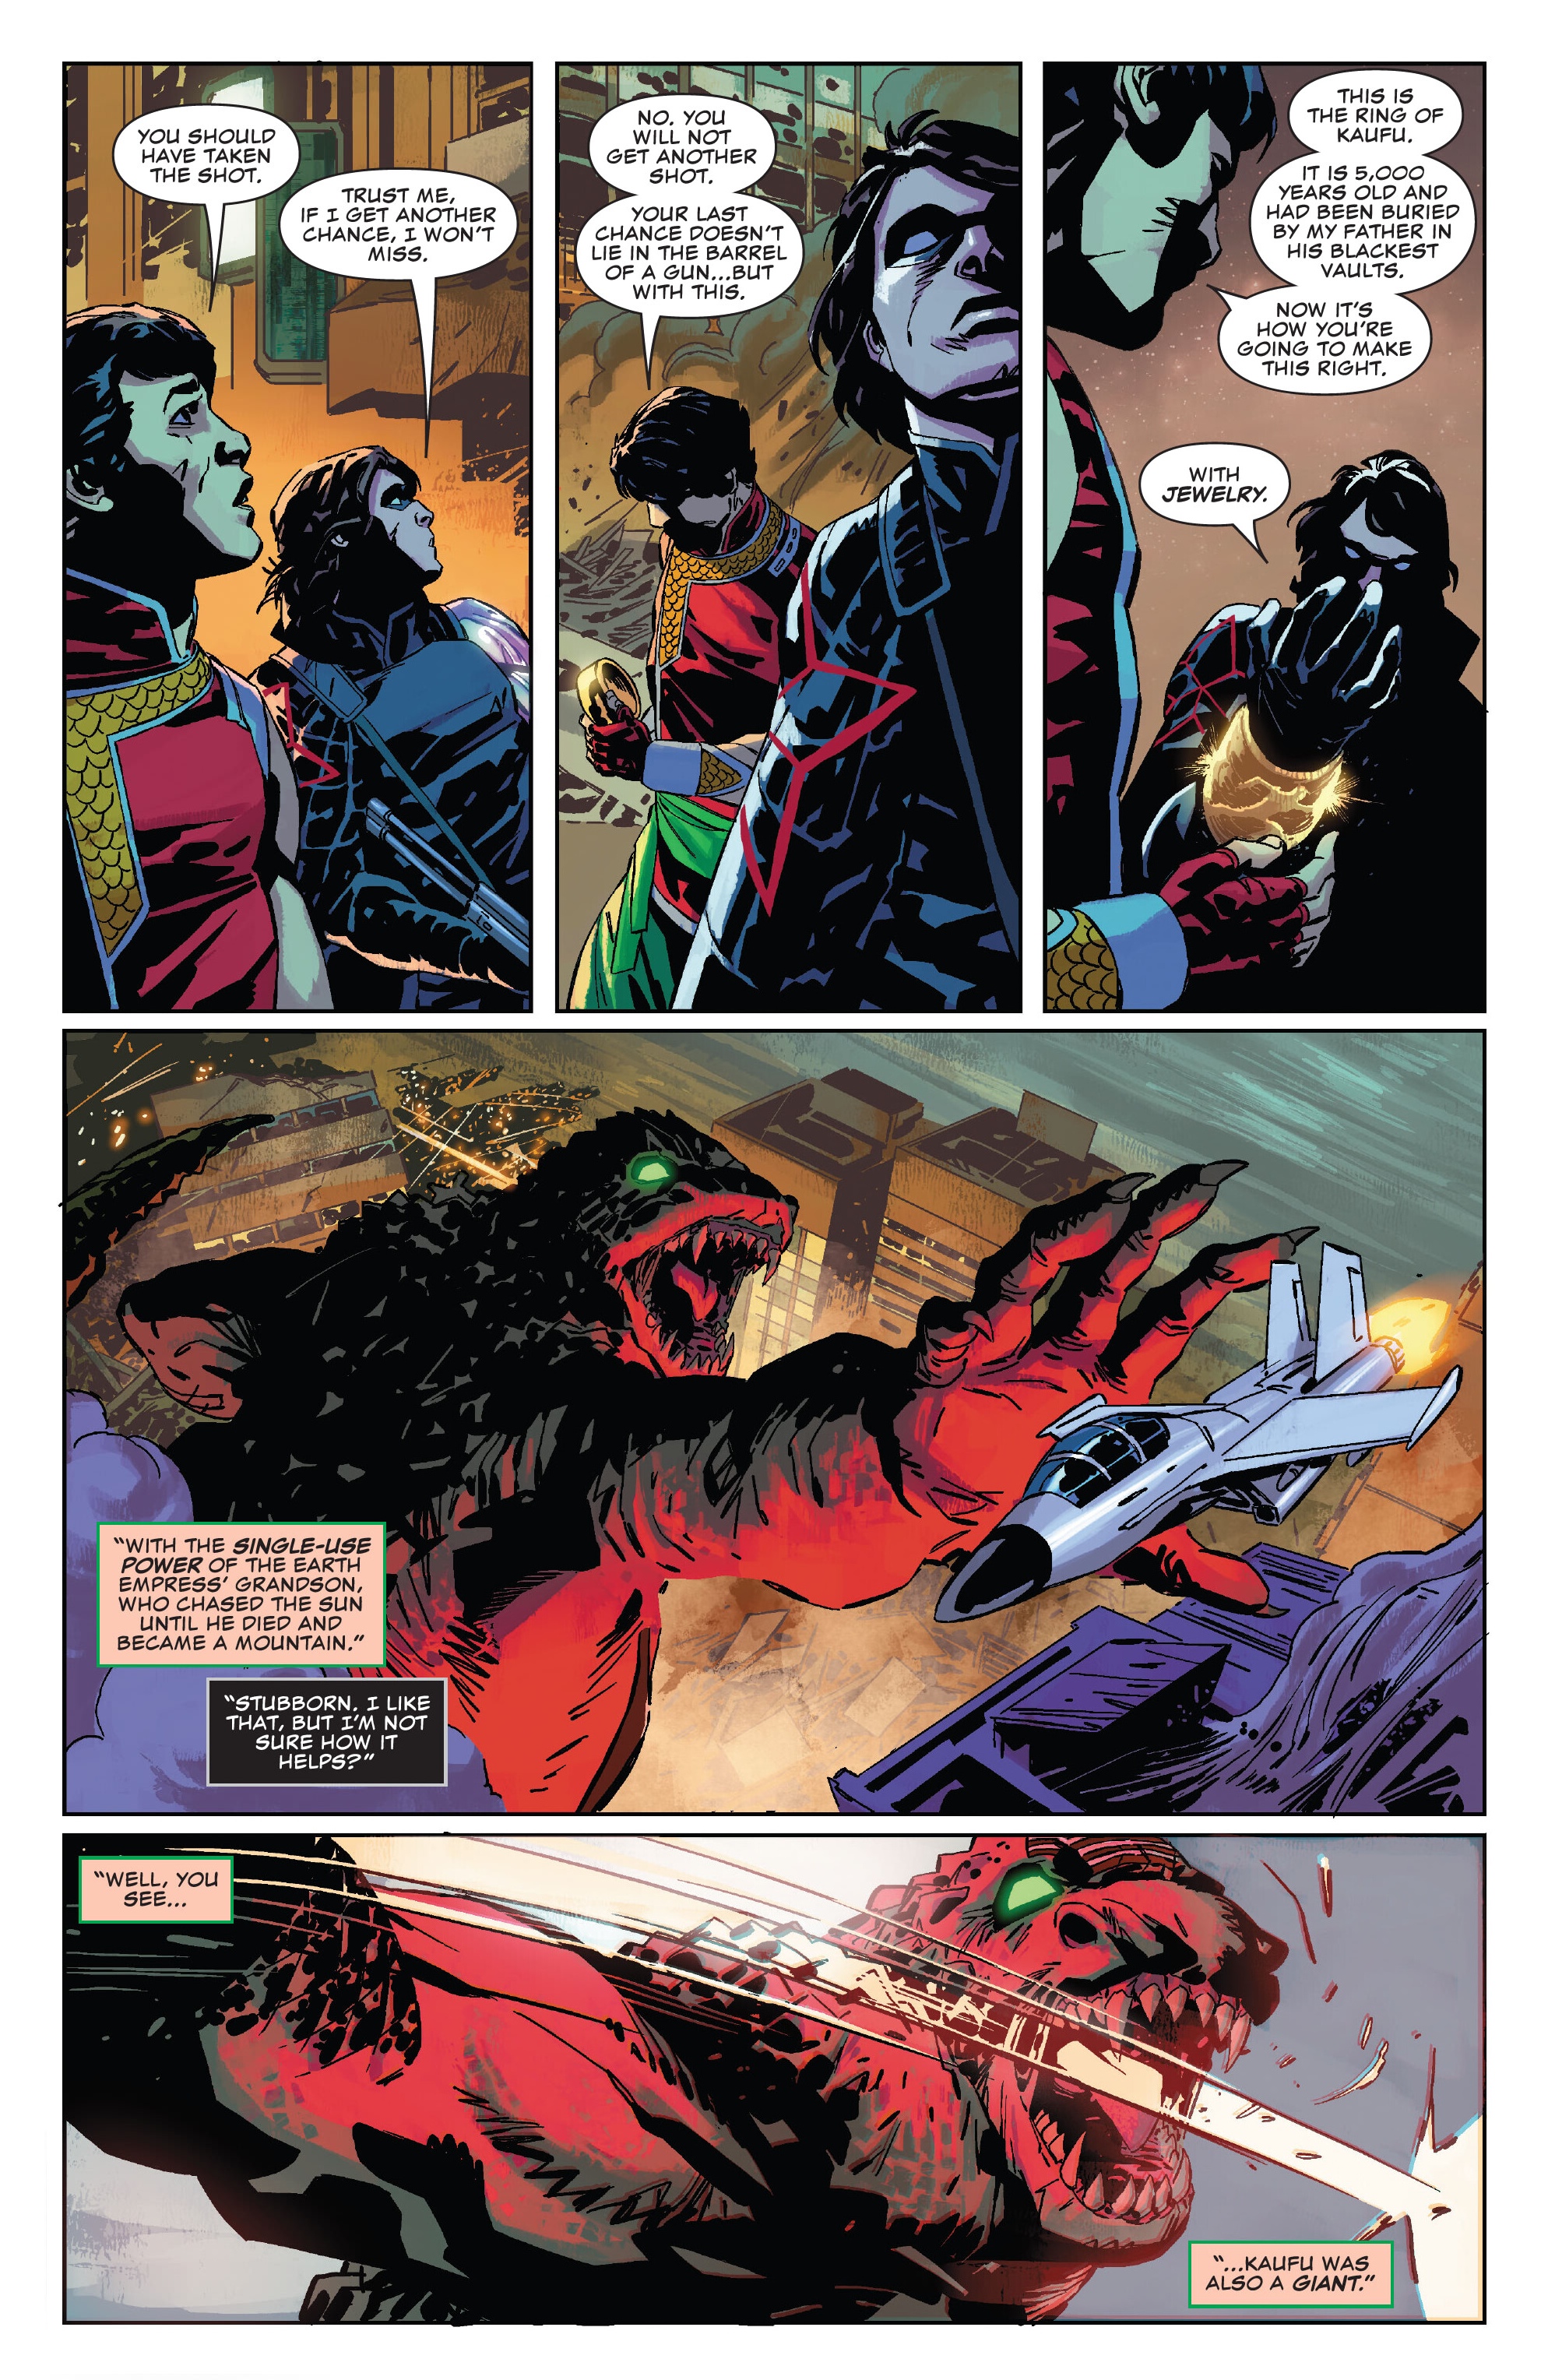 YOU SHOULD
HAVE TAKEN
THE SHOT.
TRUST ME,
IF I GET ANOTHER
CHANCE, I WON'T
MISS.
NO, YOU
WILL NOT
GET ANOTHER
SHOT.
YOUR LAST
CHANCE DOESN'T
LIE IN THE BARREL
OF A GUN...BUT
WITH THIS.
THIS IS
THE RING OF
KAUFU.
IT IS 5,000
YEARS OLD AND
HAD BEEN BURIED
BY MY FATHER IN
HIS BLACKEST
VAULTS.
NOW IT'S
HOW YOU'RE
GOING TO MAKE
THIS RIGHT.
WITH
JEWELRY.
"WITH THE SINGLE-USE
POWER OF THE EARTH
EMPRESS' GRANDSON,
WHO CHASED THE SUN
UNTIL HE DIED AND
BECAME A MOUNTAIN."
"STUBBORN. I LIKE
THAT, BUT I'M NOT
SURE HOW IT
HELPS?"
"WELL, YOU
SEE...
"...KAUFU WAS
ALSO A GIANT."